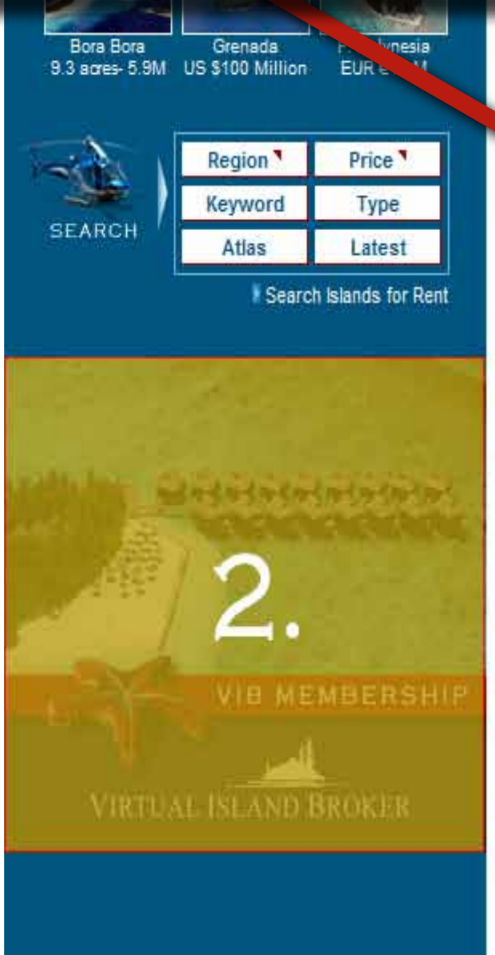 Bora Bora
9.3 acres- 5.9M
Grenada
US $100 Million
EUR
SEARCH
Region
Price
Keyword
Type
Atlas
Latest
Search Islands for Rent
2.
VIB MEMBERSHIP
VIRTUAL ISLAND BROKER